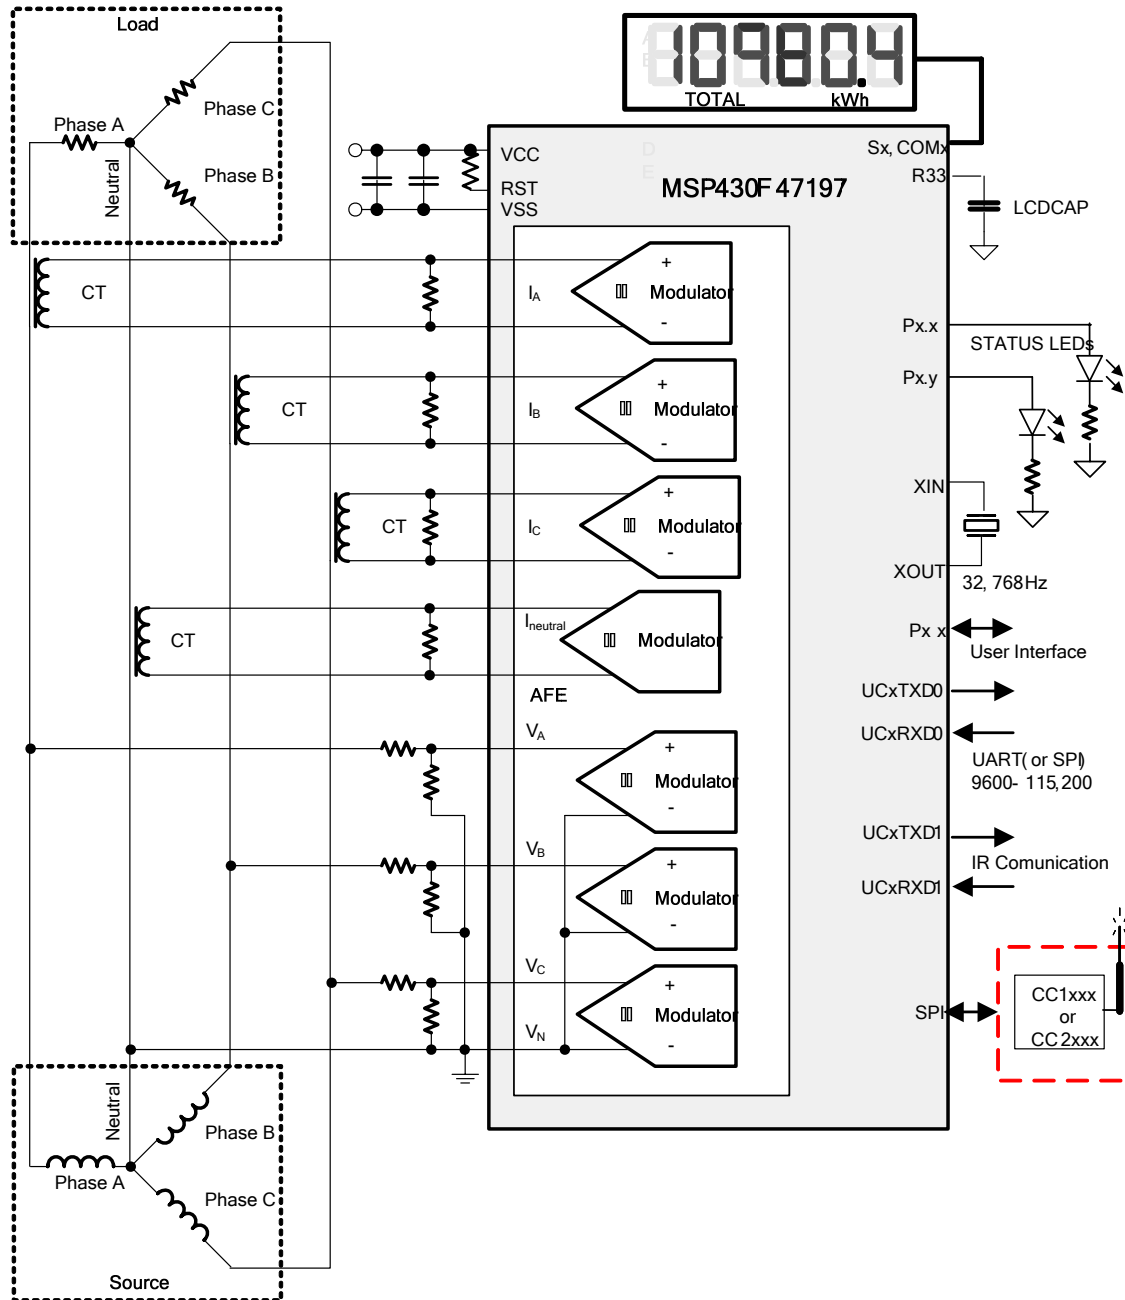 Load
Phase C
Phase A
Phase B
Neutral
10980.4
TOTAL kWh
VCC
RST
VSS
MSP430F47197
Sx, COMx
R33
LCDCAP
D
E
CT
IA
+
Modulator
-
Px.x
STATUS LEDs
Px.y
CT
IB
+
Modulator
-
CT
IC
+
Modulator
-
XIN
XOUT
32, 768Hz
CT
Ineutral
Modulator
AFE
Px x
User Interface
UCxTXD0
UCxRXD0
UART( or SPI)
9600- 115,200
VA
+
Modulator
-
UCxTXD1
IR Comunication
UCxRXD1
VB
+
Modulator
-
VC
+
Modulator
-
VN
SPI
CC1xxx
or
CC2xxx
Neutral
Phase B
Phase A
Phase C
Source